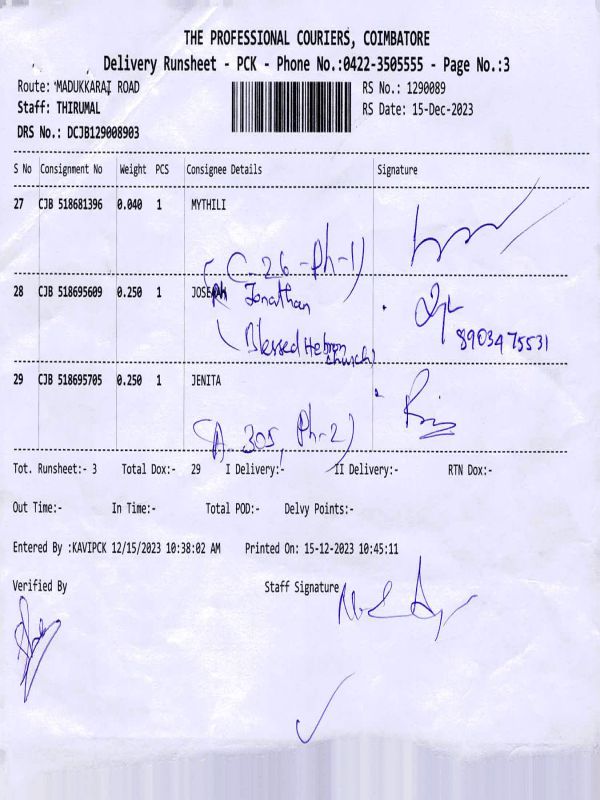 THE PROFESSIONAL COURIERS, COIMBATORE
Delivery Runsheet - PCK - Phone No.:0422-3505555 - Page No.:3
Route: MADUKKARAI ROAD RS No.: 1290089
Staff: THIRUMAL RS Date: 15-Dec-2023
DRS No.: DCJB129008903
S No Consignment No Weight PCS Consignee Details Signature
27 CJB 518681396 0.040 1 MYTHILI
(C-26-Ph-1)
28 CJB 518695609 0.250 1 JOSEPH Jonathan
(Blessed Hebron
church) 8903475531
29 CJB 518695705 0.250 1 JENITA
(A 305, Ph-2)
Tot. Runsheet:- 3 Total Dox:- 29 I Delivery:- II Delivery:- RTN Dox:-
Out Time:- In Time:- Total POD:- Delvy Points:-
Entered By :KAVIPCK 12/15/2023 10:38:02 AM Printed On: 15-12-2023 10:45:11
Verified By Staff Signature